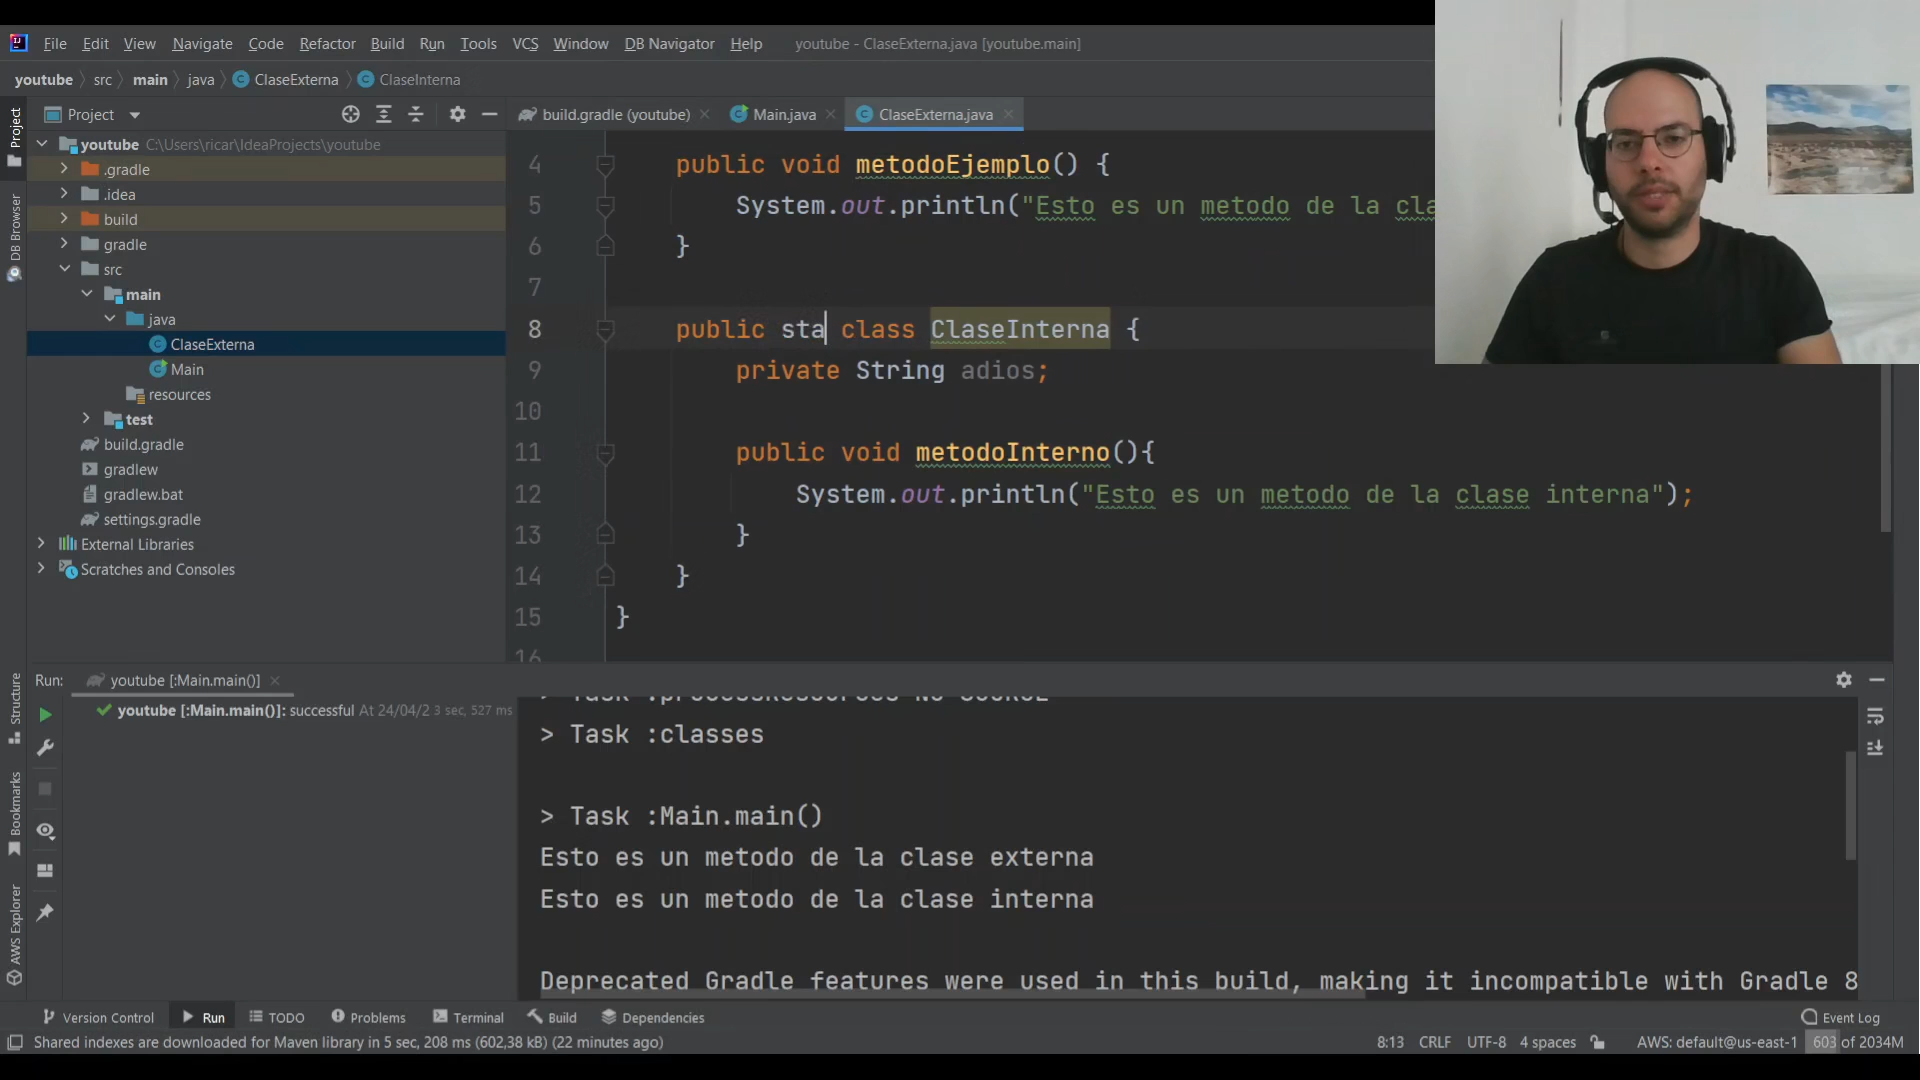 File Edit View Navigate Code Refactor Build Run Tools VCS Window DB Navigator Help youtube - ClaseExterna.java [youtube.main]
youtube src main java ClaseExterna ClaseInterna
Project
build.gradle (youtube) Main.java ClaseExterna.java
Project
DB Browser
Structure
Bookmarks
AWS Explorer
youtube C:\Users\ricar\IdeaProjects\youtube
.gradle
.idea
build
gradle
src
main
java
ClaseExterna
Main
resources
test
build.gradle
gradlew
gradlew.bat
settings.gradle
External Libraries
Scratches and Consoles
4 public void metodoEjemplo() {
5 System.out.println("Esto es un metodo de la cla
6 }
7
8 public sta class ClaseInterna {
9 private String adios;
10
11 public void metodoInterno(){
12 System.out.println("Esto es un metodo de la clase interna");
13 }
14 }
15 }
16
Run: youtube [:Main.main()]
youtube [:Main.main()]: successful At 24/04/2 3 sec, 527 ms
> Task :classes
> Task :Main.main()
Esto es un metodo de la clase externa
Esto es un metodo de la clase interna
Deprecated Gradle features were used in this build, making it incompatible with Gradle 8
Version Control Run TODO Problems Terminal Build Dependencies Event Log
Shared indexes are downloaded for Maven library in 5 sec, 208 ms (602,38 kB) (22 minutes ago) 8:13 CRLF UTF-8 4 spaces AWS: default@us-east-1 603 of 2034M